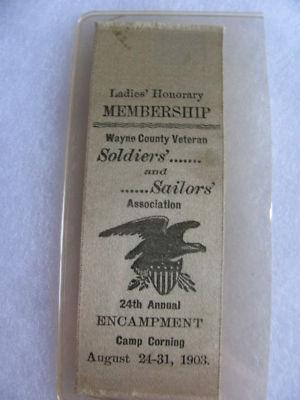 Ladies' Honorary
MEMBERSHIP
Wayne County Veteran
Soldiers'.......
and
......Sailors'
Association
24th Annual
ENCAMPMENT
Camp Corning
August 24-31, 1903.